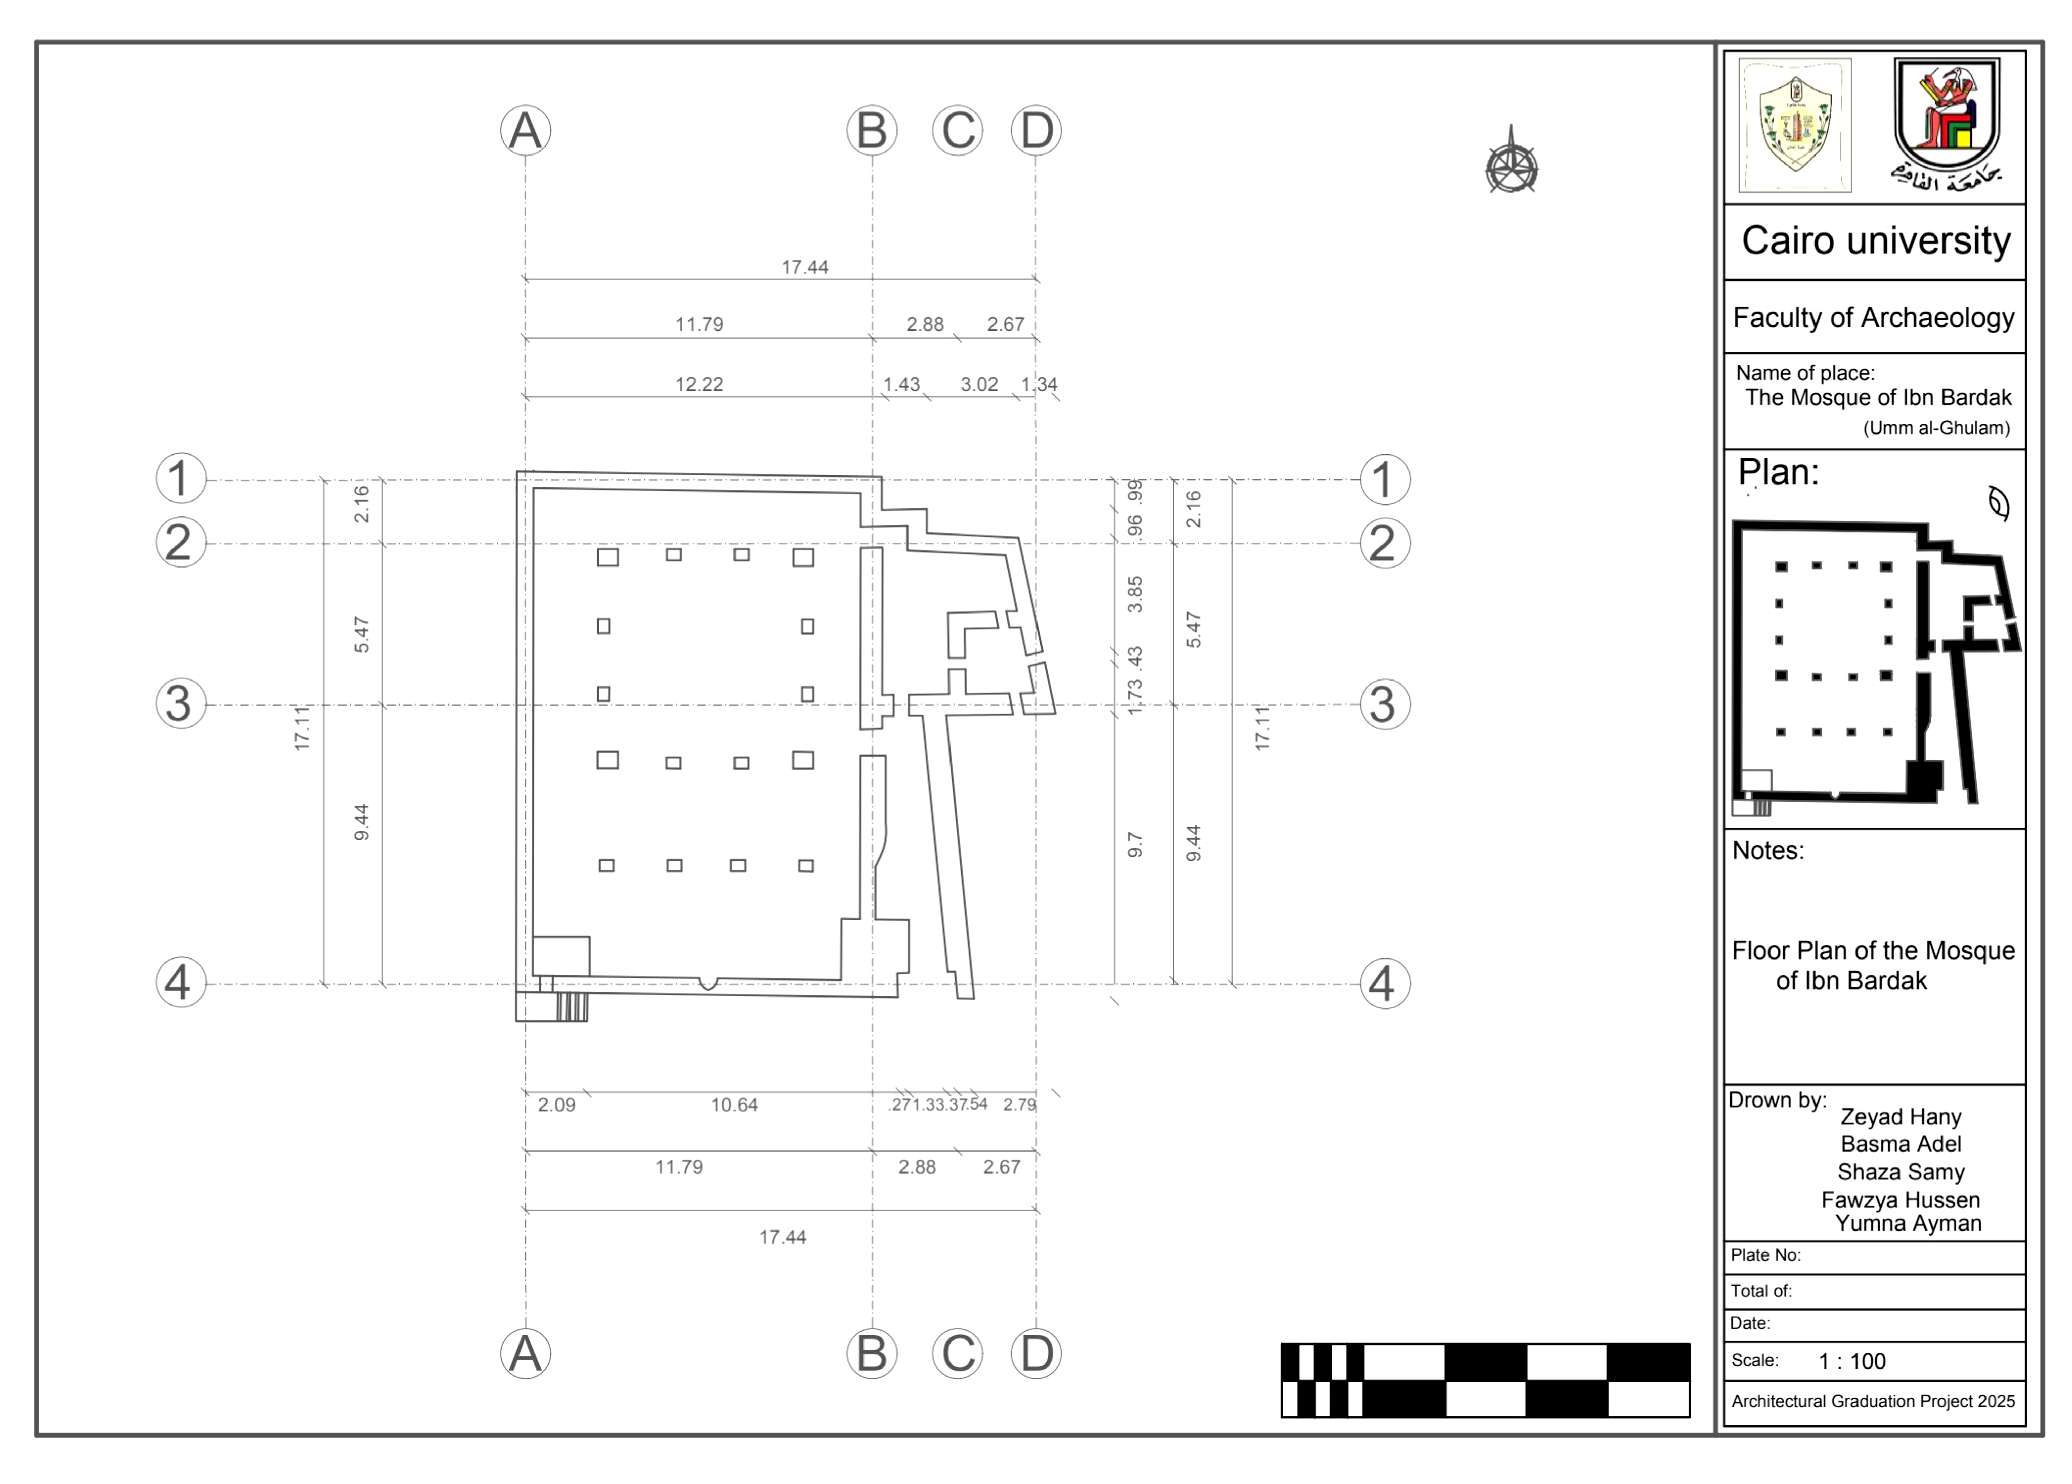 A B C D
17.44
11.79 2.88 2.67
12.22 1.43 3.02 1.34
1 1
2 2
3 3
4 4
2.16
5.47
9.44
17.11
.99
.96
3.85
.43
1.73
9.7
2.16
5.47
9.44
17.11
2.09 10.64 .27 1.33 .37 .54 2.79
11.79 2.88 2.67
17.44
A B C D
جامعة القاهرة
Cairo university
Faculty of Archaeology
Name of place:
The Mosque of Ibn Bardak
(Umm al-Ghulam)
Plan:
Notes:
Floor Plan of the Mosque
of Ibn Bardak
Drown by:
Zeyad Hany
Basma Adel
Shaza Samy
Fawzya Hussen
Yumna Ayman
Plate No:
Total of:
Date:
Scale: 1 : 100
Architectural Graduation Project 2025